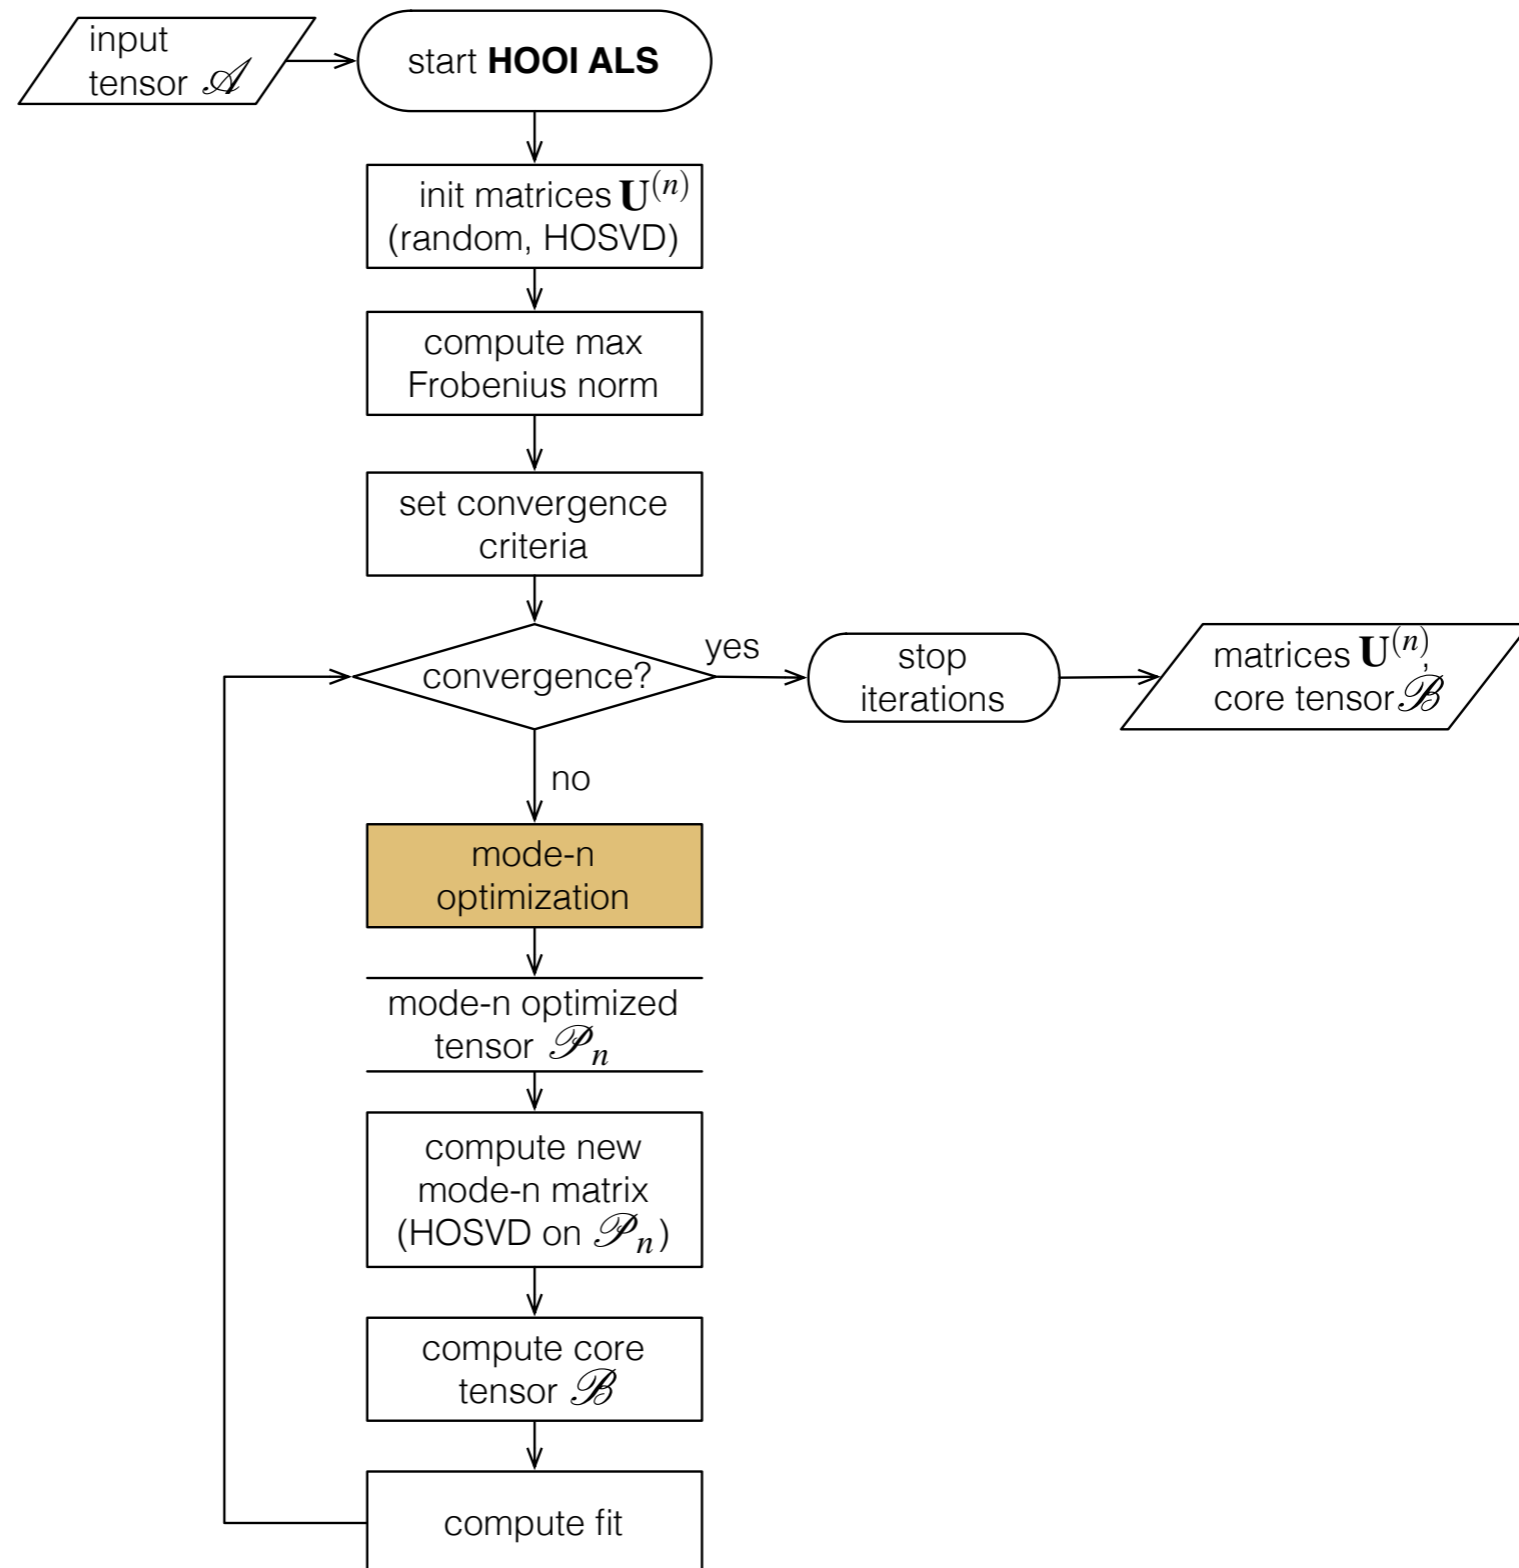 input
tensor 𝒜
start HOOI ALS
init matrices U⁽ⁿ⁾
(random, HOSVD)
compute max
Frobenius norm
set convergence
criteria
convergence?
yes
stop
iterations
matrices U⁽ⁿ⁾,
core tensor ℬ
no
mode-n
optimization
mode-n optimized
tensor 𝒫ₙ
compute new
mode-n matrix
(HOSVD on 𝒫ₙ)
compute core
tensor ℬ
compute fit